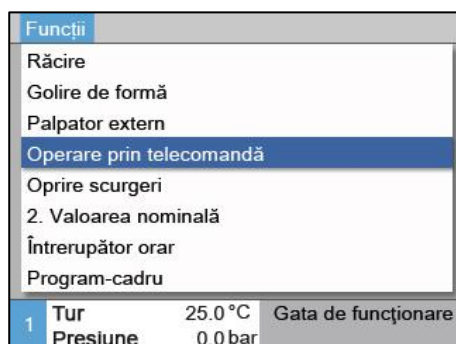 Funcții
Răcire
Golire de formă
Palpator extern
Operare prin telecomandă
Oprire scurgeri
2. Valoarea nominală
Întrerupător orar
Program-cadru
1 Tur 25.0 °C Gata de funcţionare
Presiune 0.0 bar